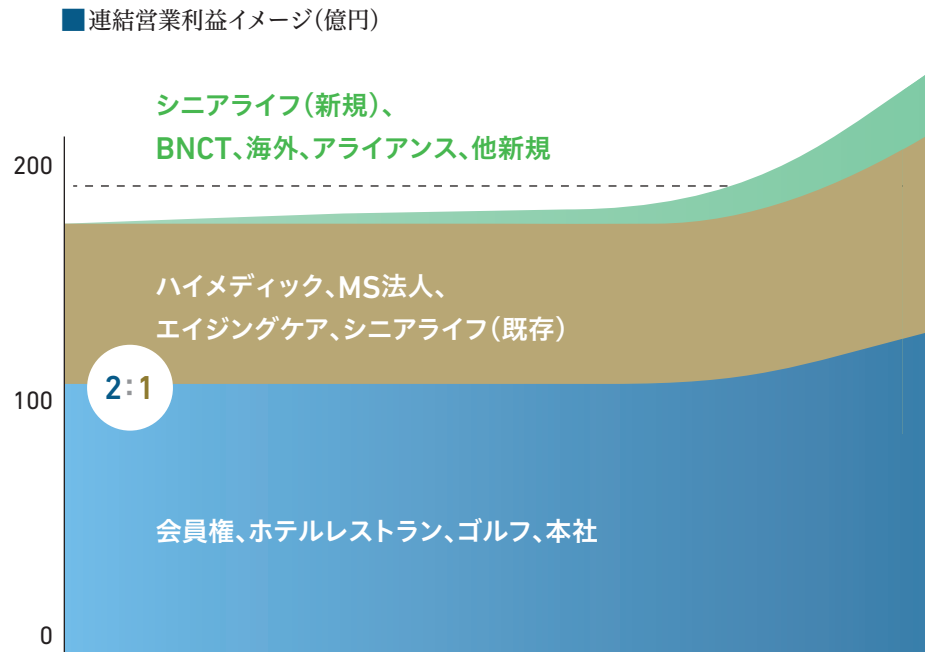 ■連結営業利益イメージ（億円）
シニアライフ（新規）、
BNCT、海外、アライアンス、他新規
200
ハイメディック、MS法人、
エイジングケア、シニアライフ（既存）
2:1
100
会員権、ホテルレストラン、ゴルフ、本社
0